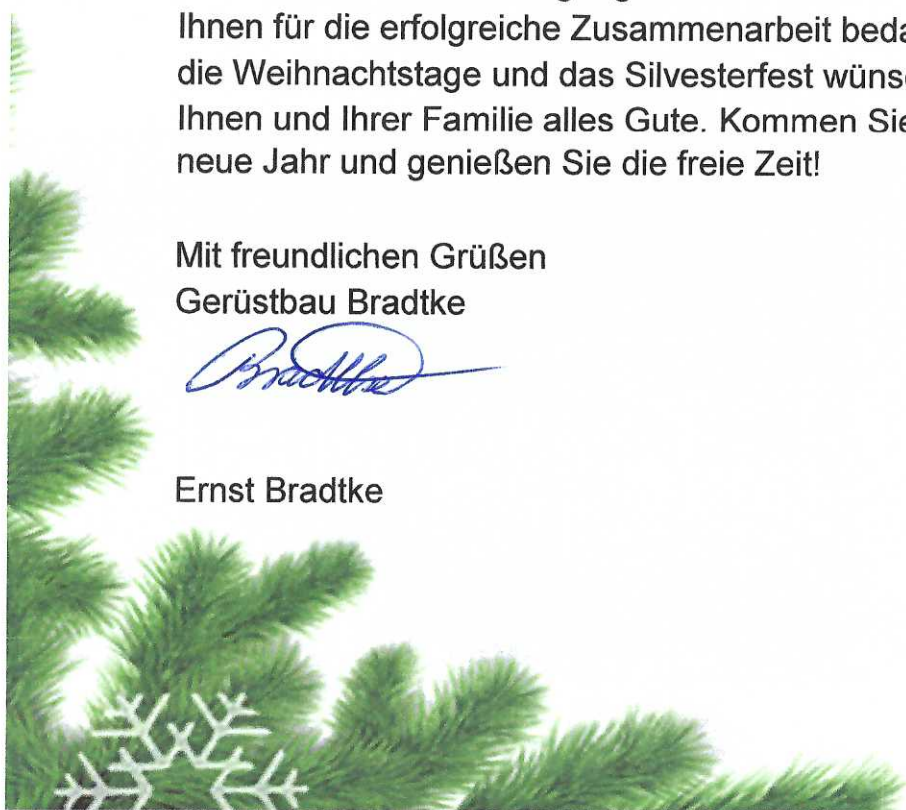 Ihnen für die erfolgreiche Zusammenarbeit beda
die Weihnachtstage und das Silvesterfest wüns
Ihnen und Ihrer Familie alles Gute. Kommen Sie
neue Jahr und genießen Sie die freie Zeit!
Mit freundlichen Grüßen
Gerüstbau Bradtke
Bradtke
Ernst Bradtke